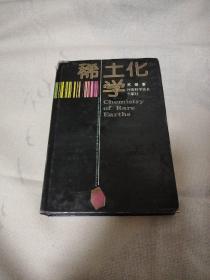 稀土化
学
Chemistry
of Rare
Earths